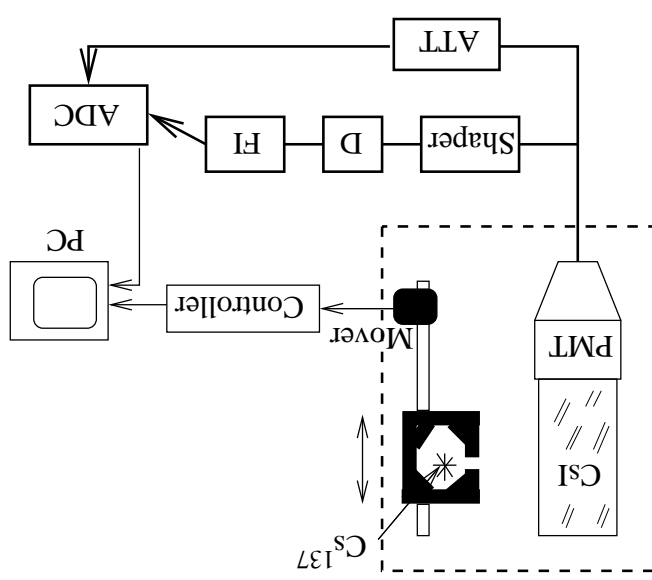 Cs¹³⁷
CsI
PMT
Mover
Controller
PC
Shaper
D
FI
ADC
ATT